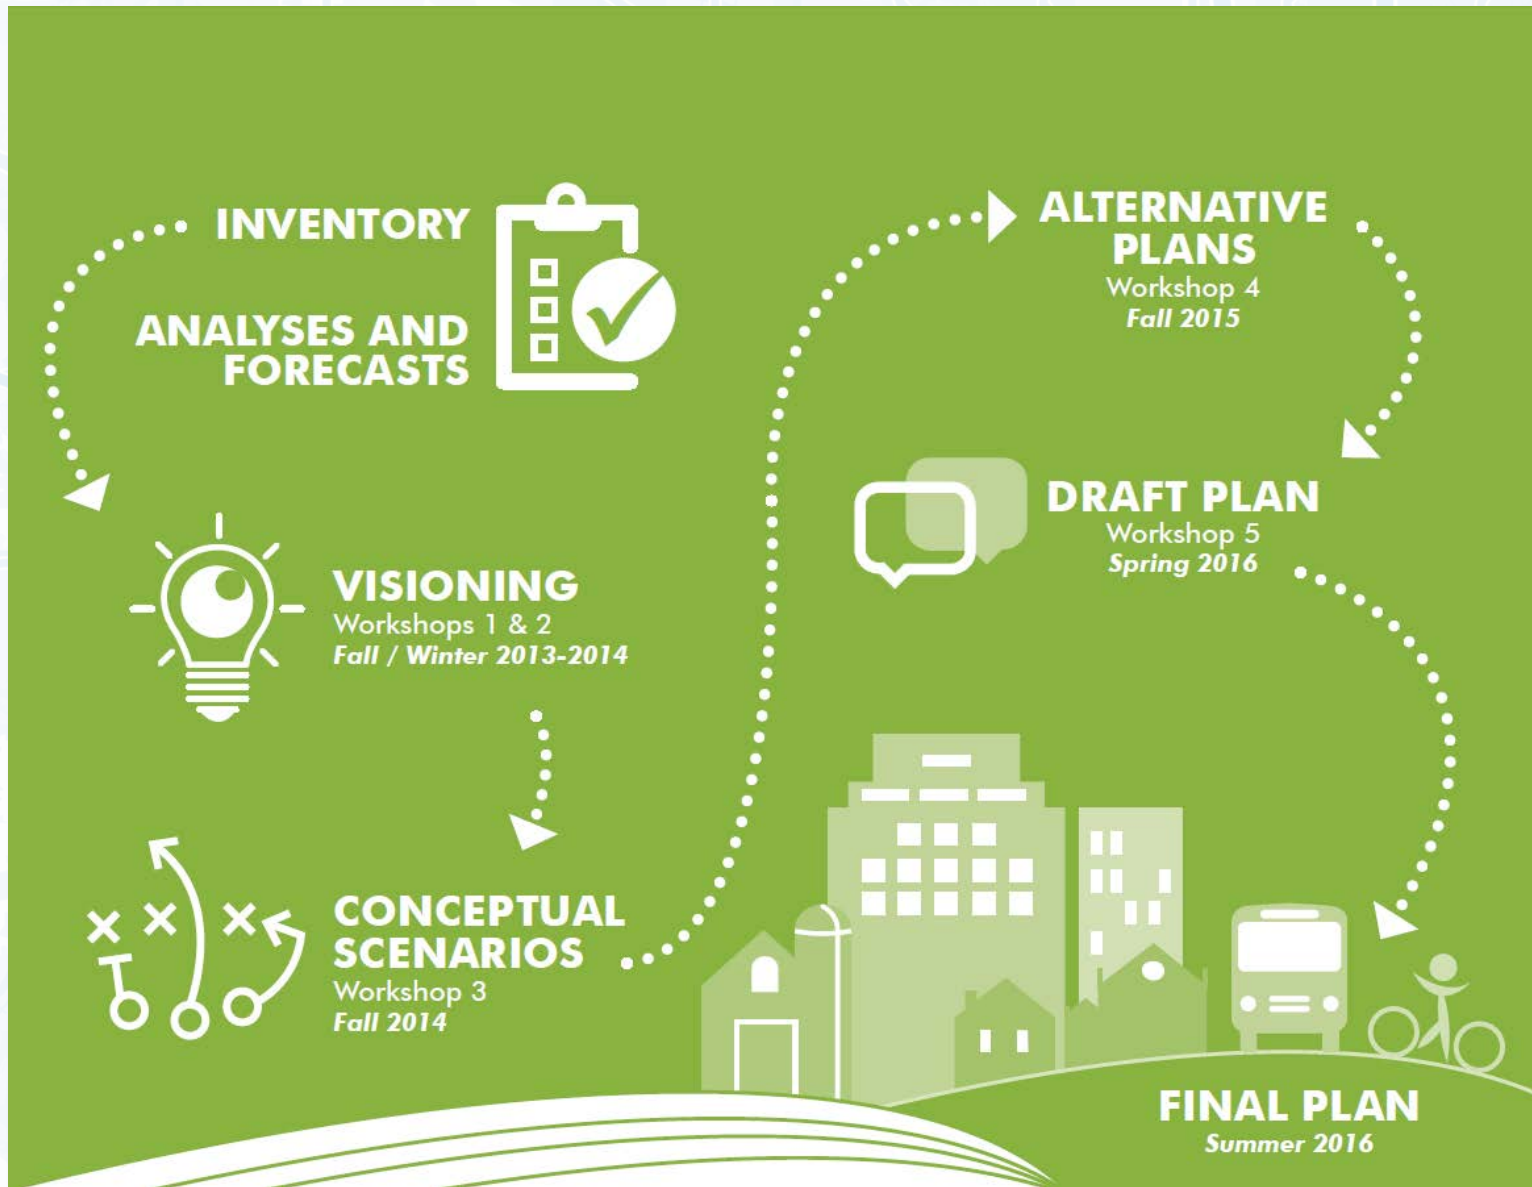 INVENTORY
ANALYSES AND
FORECASTS
VISIONING
Workshops 1 & 2
Fall / Winter 2013-2014
CONCEPTUAL
SCENARIOS
Workshop 3
Fall 2014
ALTERNATIVE
PLANS
Workshop 4
Fall 2015
DRAFT PLAN
Workshop 5
Spring 2016
FINAL PLAN
Summer 2016